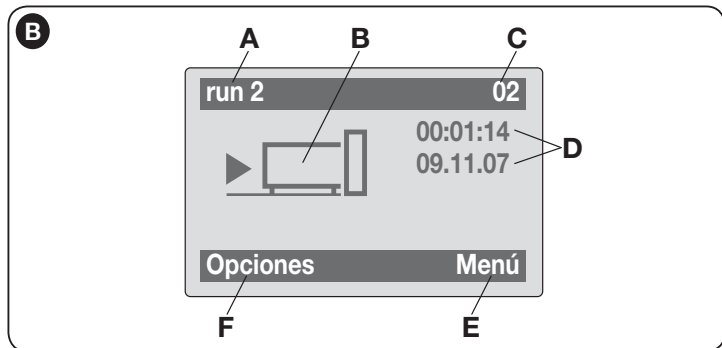 B
A B C
run 2 02
00:01:14
D
09.11.07
Opciones Menú
F E